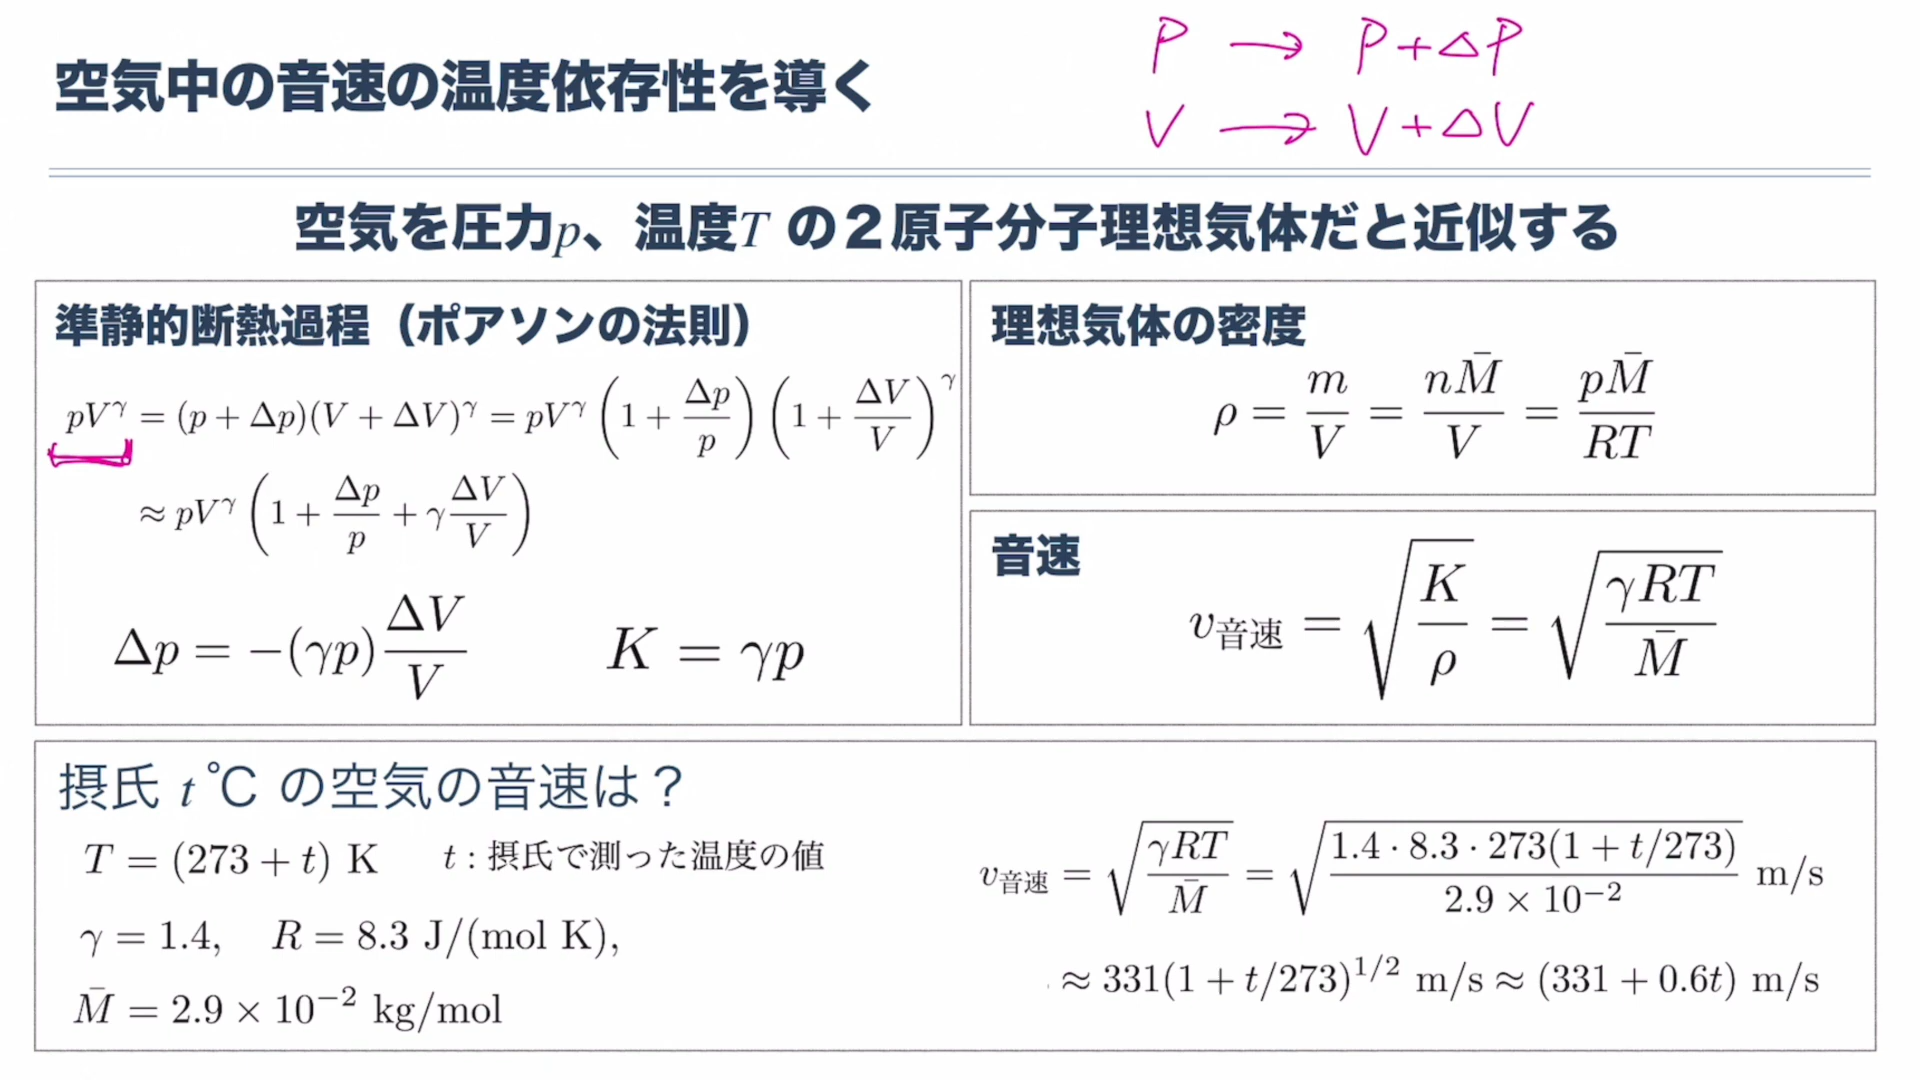 空気中の音速の温度依存性を導く
P → P+ΔP
V → V+ΔV
空気を圧力p、温度T の２原子分子理想気体だと近似する
準静的断熱過程（ポアソンの法則）
pV^γ = (p + Δp)(V + ΔV)^γ = pV^γ (1 + Δp/p) (1 + ΔV/V)^γ
≈ pV^γ (1 + Δp/p + γ ΔV/V)
Δp = −(γp) ΔV/V K = γp
理想気体の密度
ρ = m/V = nM̄/V = pM̄/RT
音速
v音速 = √(K/ρ) = √(γRT/M̄)
摂氏 t℃ の空気の音速は？
T = (273 + t) K t : 摂氏で測った温度の値
γ = 1.4, R = 8.3 J/(mol K),
M̄ = 2.9 × 10^−2 kg/mol
v音速 = √(γRT/M̄) = √(1.4 · 8.3 · 273(1 + t/273)/2.9 × 10^−2) m/s
≈ 331(1 + t/273)^1/2 m/s ≈ (331 + 0.6t) m/s